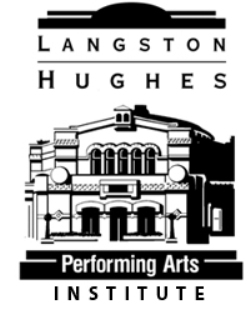 LANGSTON
HUGHES
Performing Arts
INSTITUTE